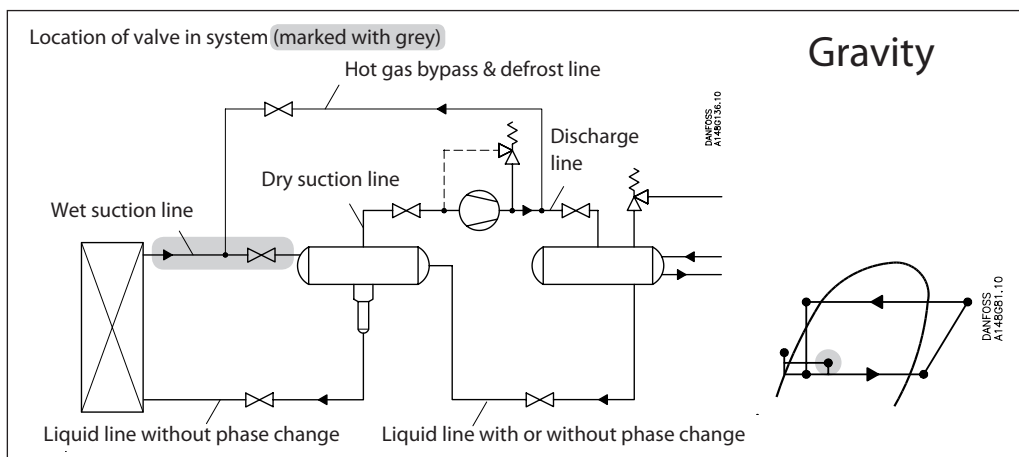 Location of valve in system (marked with grey)
Gravity
Hot gas bypass & defrost line
DANFOSS
A148G136.10
Discharge
line
Dry suction line
Wet suction line
DANFOSS
A148G81.10
Liquid line without phase change
Liquid line with or without phase change